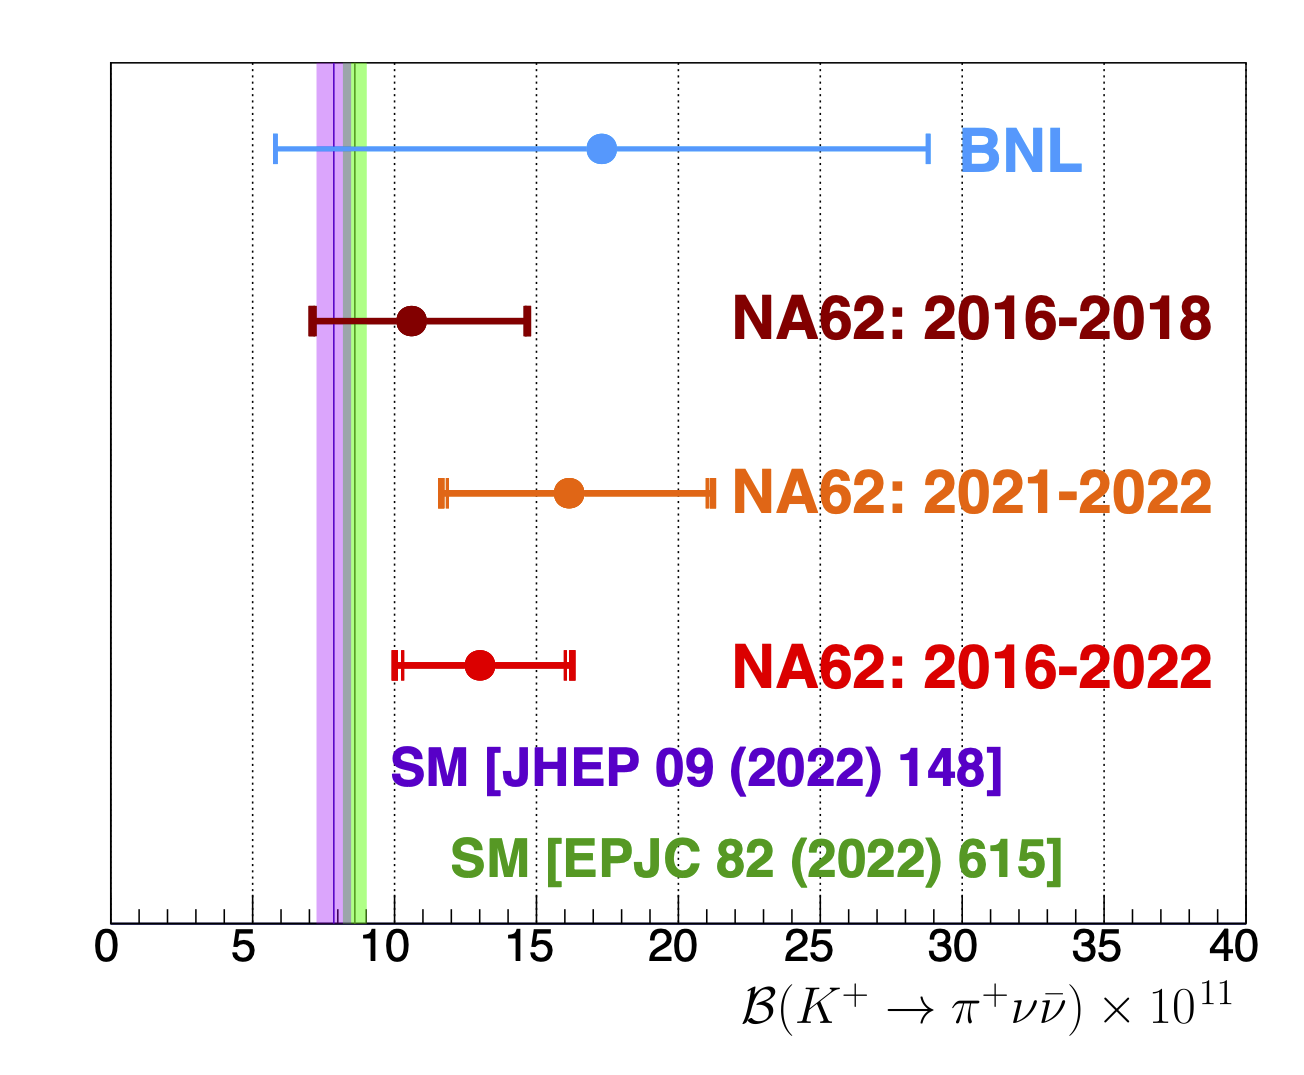 BNL
NA62: 2016-2018
NA62: 2021-2022
NA62: 2016-2022
SM [JHEP 09 (2022) 148]
SM [EPJC 82 (2022) 615]
0 5 10 15 20 25 30 35 40
ℬ(K⁺ → π⁺νν̄) × 10¹¹